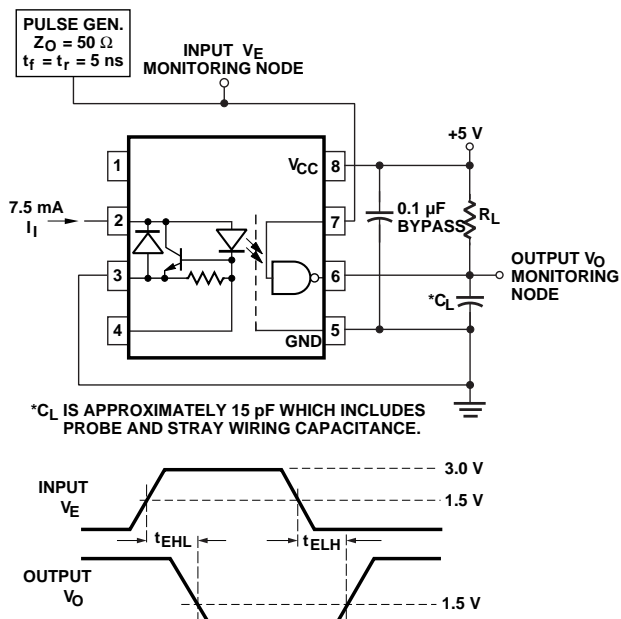 PULSE GEN.
Z_O = 50 Ω
t_f = t_r = 5 ns
INPUT V_E
MONITORING NODE
+5 V
1
V_CC
8
7.5 mA
I_I
2
7
0.1 µF
BYPASS
R_L
3
6
OUTPUT V_O
MONITORING
NODE
*C_L
4
GND
5
*C_L IS APPROXIMATELY 15 pF WHICH INCLUDES
PROBE AND STRAY WIRING CAPACITANCE.
3.0 V
INPUT
V_E
1.5 V
t_EHL
t_ELH
OUTPUT
V_O
1.5 V